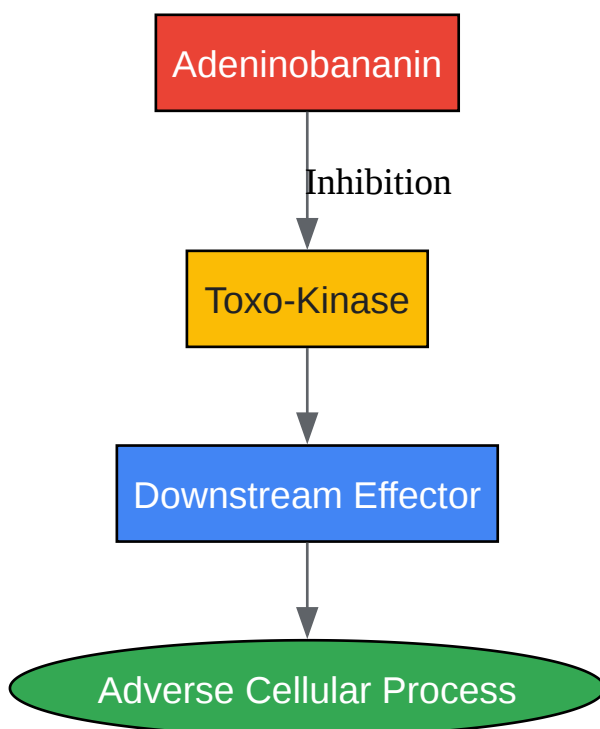 Adeninobananin
Inhibition
Toxo-Kinase
Downstream Effector
Adverse Cellular Process